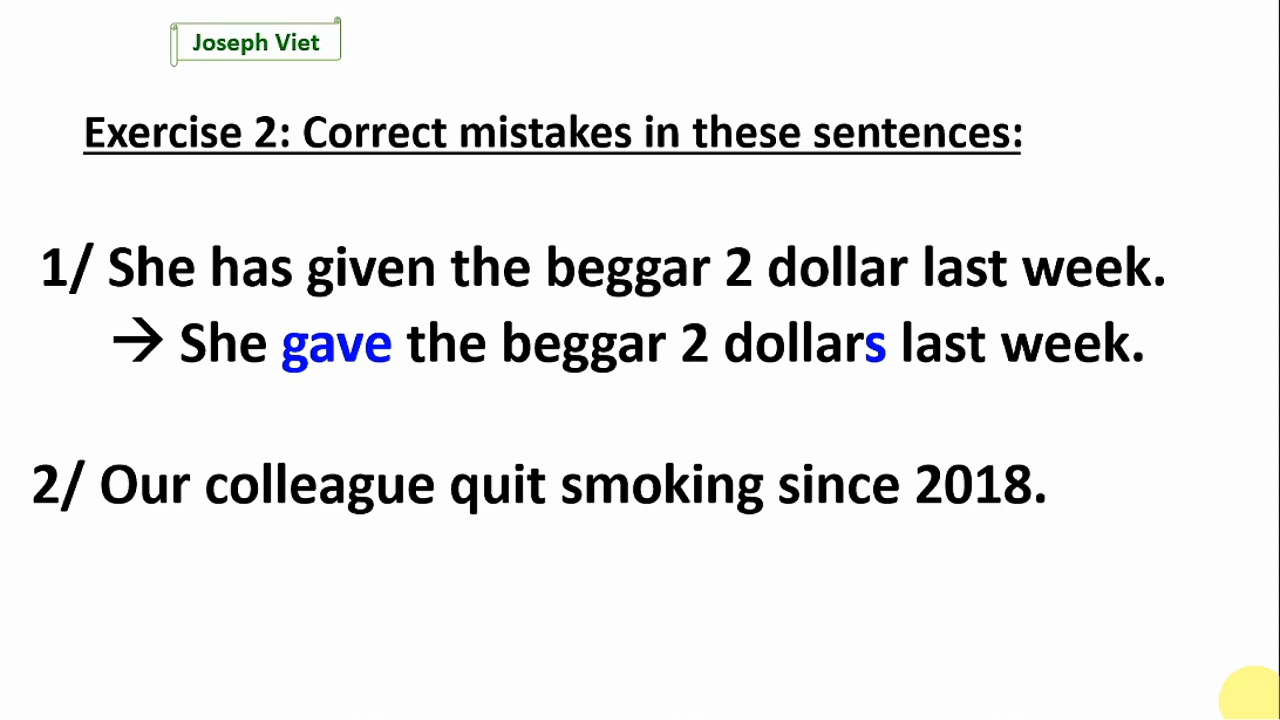 Joseph Viet
Exercise 2: Correct mistakes in these sentences:
1/ She has given the beggar 2 dollar last week.
→ She gave the beggar 2 dollars last week.
2/ Our colleague quit smoking since 2018.